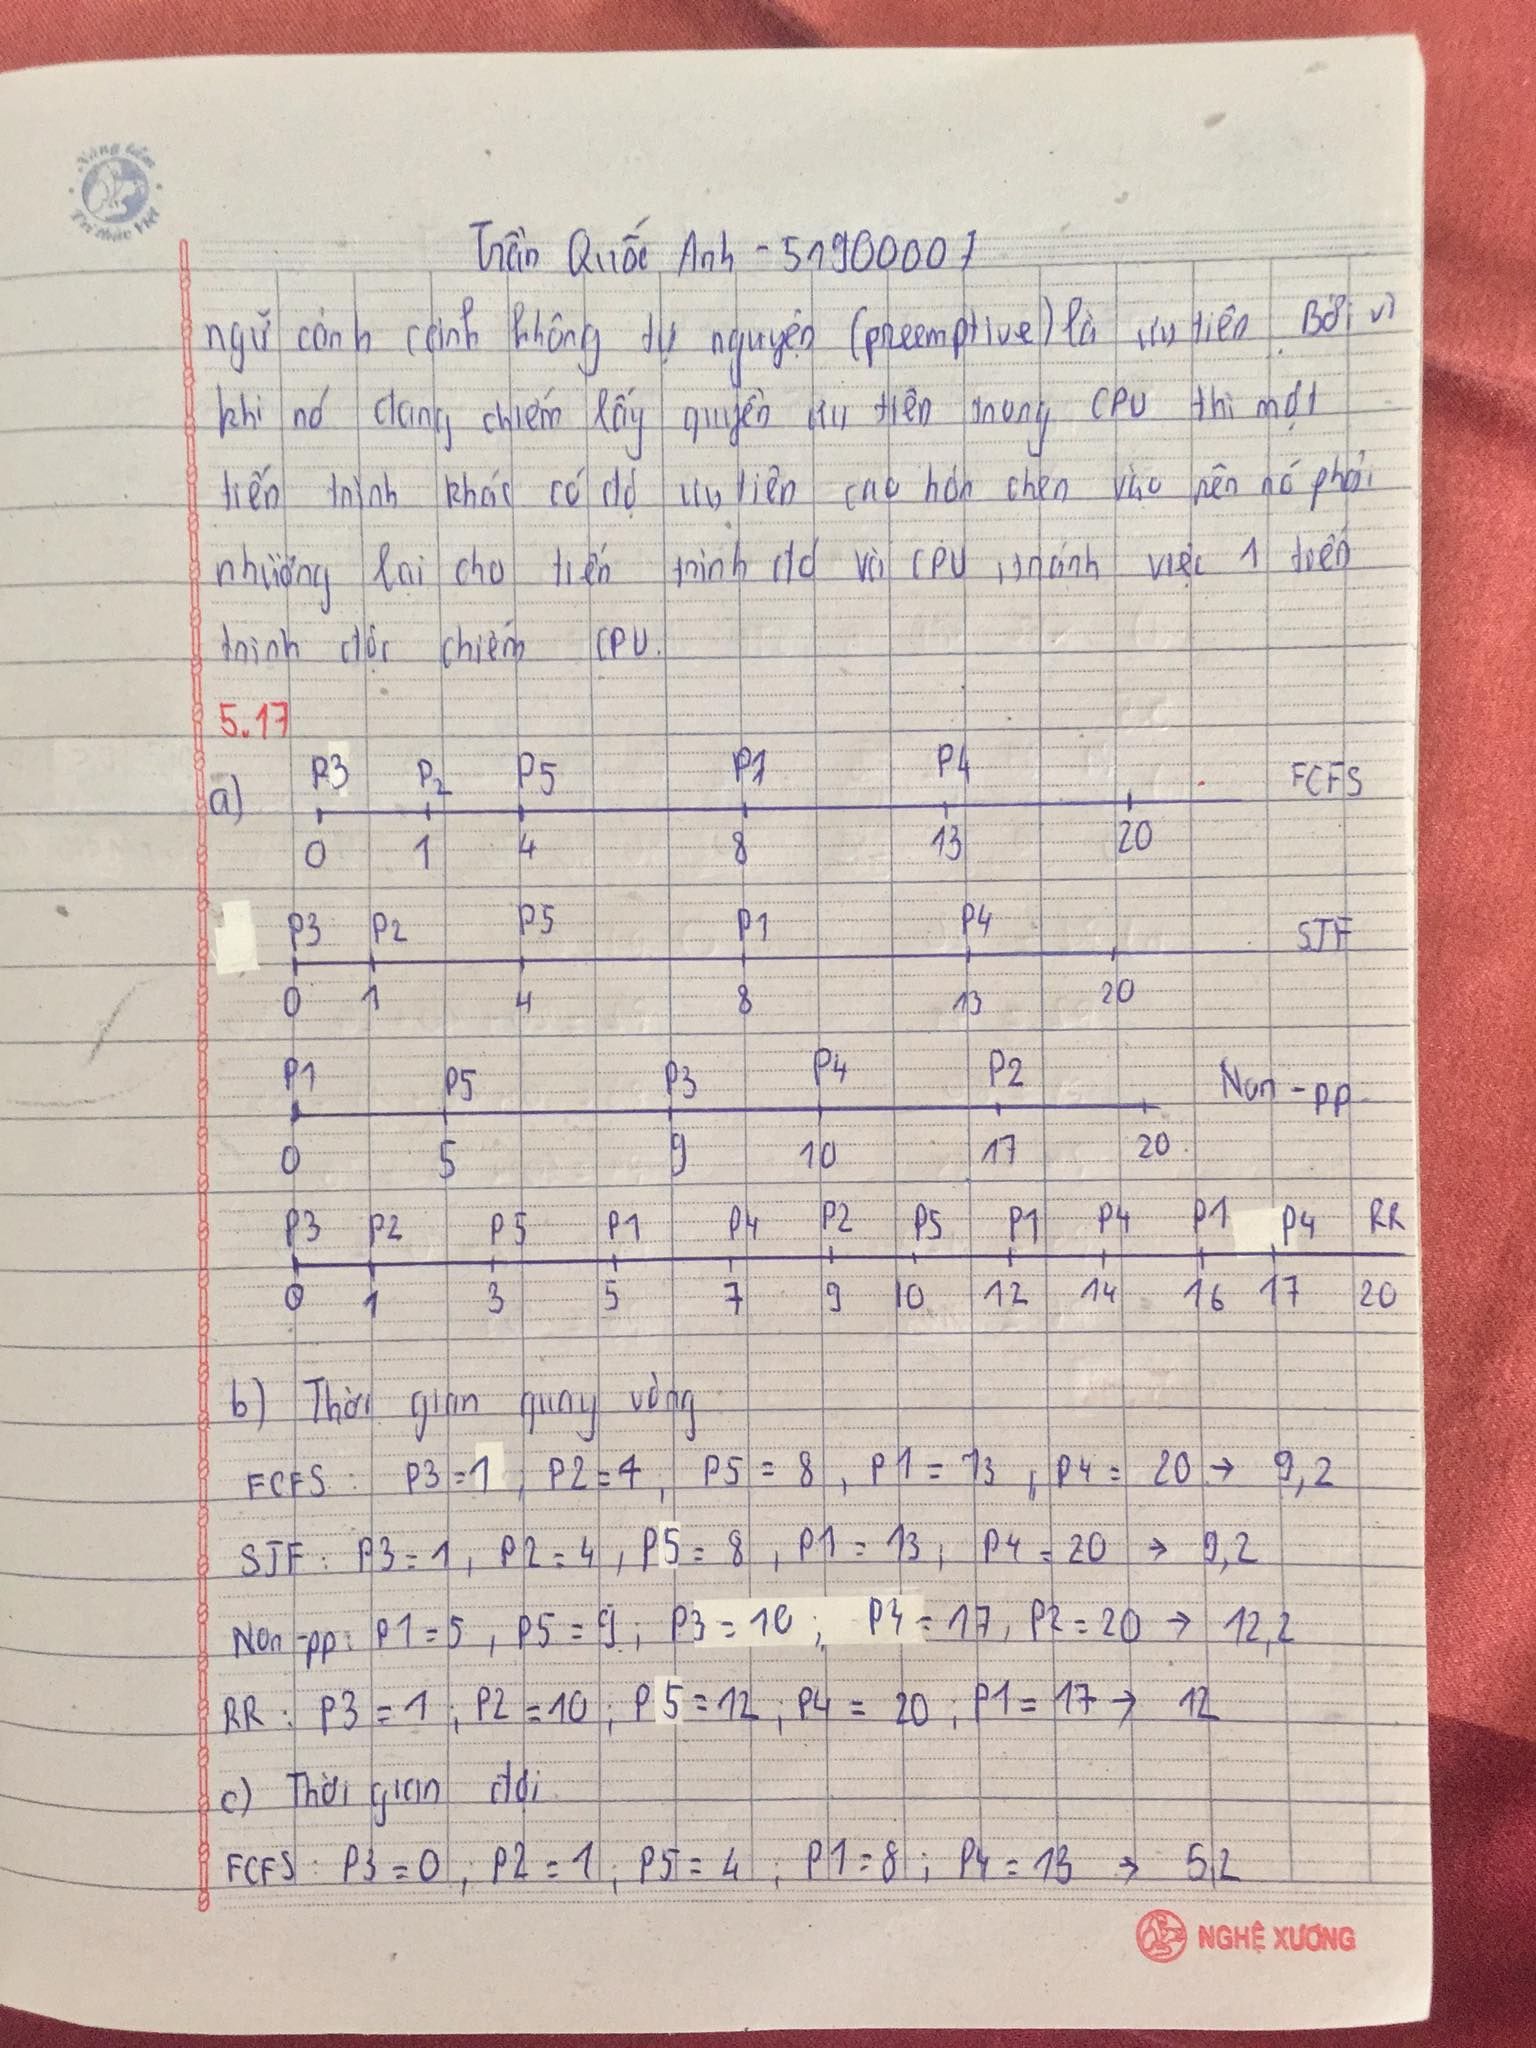 Nâng tầm
Tri thức Việt
Trần Quốc Anh - 51900007
ngữ cảnh cảnh không tự nguyện (preemptive) là ưu tiên. Bởi vì
khi nó đang chiếm lấy quyền ưu tiên trong CPU thì một
tiến trình khác có độ ưu tiên cao hơn chen vào nên nó phải
nhường lại cho tiến trình đó và CPU tránh việc 1 tiến
trình độc chiếm CPU.
5.17
a) P3 P2 P5 P1 P4 FCFS
0 1 4 8 13 20
P3 P2 P5 P1 P4 SJF
0 1 4 8 13 20
P1 P5 P3 P4 P2 Non-pp
0 5 9 10 17 20
P3 P2 P5 P1 P4 P2 P5 P1 P4 P1 P4 RR
0 1 3 5 7 9 10 12 14 16 17 20
b) Thời gian quay vòng
FCFS: P3 = 1, P2 = 4, P5 = 8, P1 = 13, P4 = 20 → 9,2
SJF: P3 = 1, P2 = 4, P5 = 8, P1 = 13; P4 = 20 → 9,2
Non-pp: P1 = 5, P5 = 9; P3 = 10; P4 = 17, P2 = 20 → 12,2
RR: P3 = 1; P2 = 10; P5 = 12; P4 = 20; P1 = 17 → 12
c) Thời gian đợi
FCFS: P3 = 0; P2 = 1; P5 = 4; P1 = 8; P4 = 13 → 5,2
NGHỆ XƯƠNG